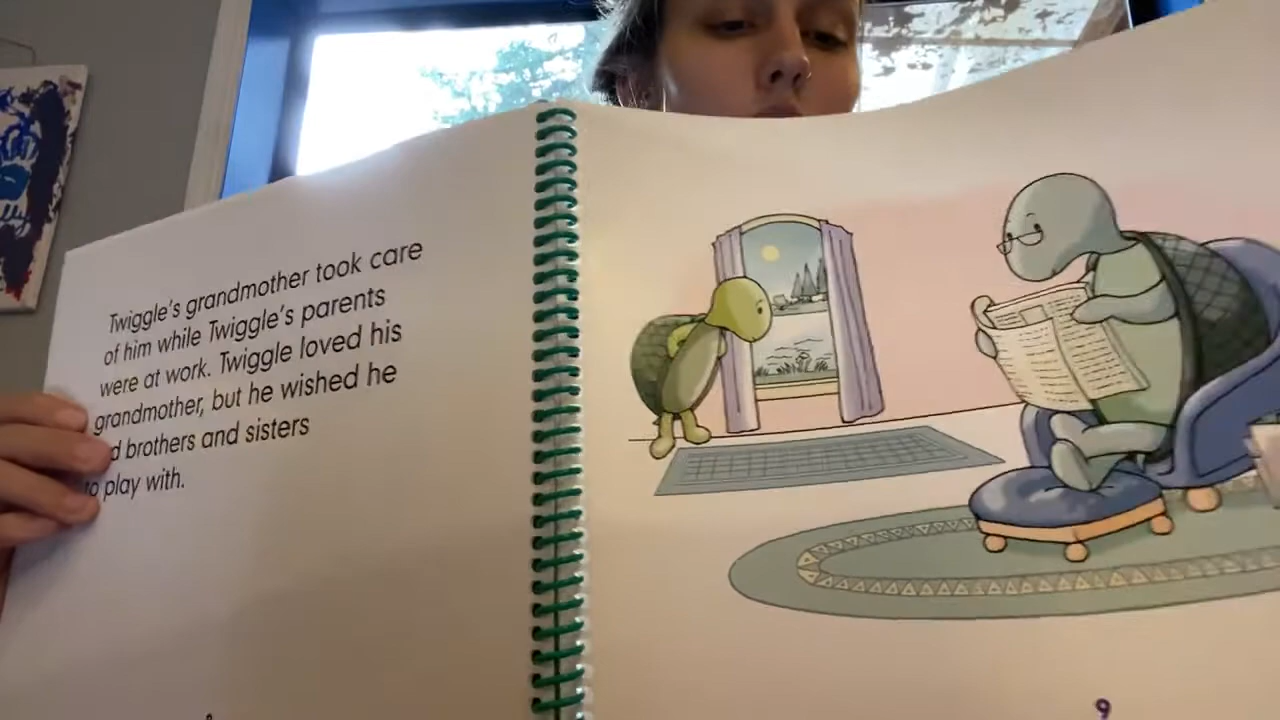 Twiggle's grandmother took care
of him while Twiggle's parents
were at work. Twiggle loved his
grandmother, but he wished he
brothers and sisters
to play with.
9